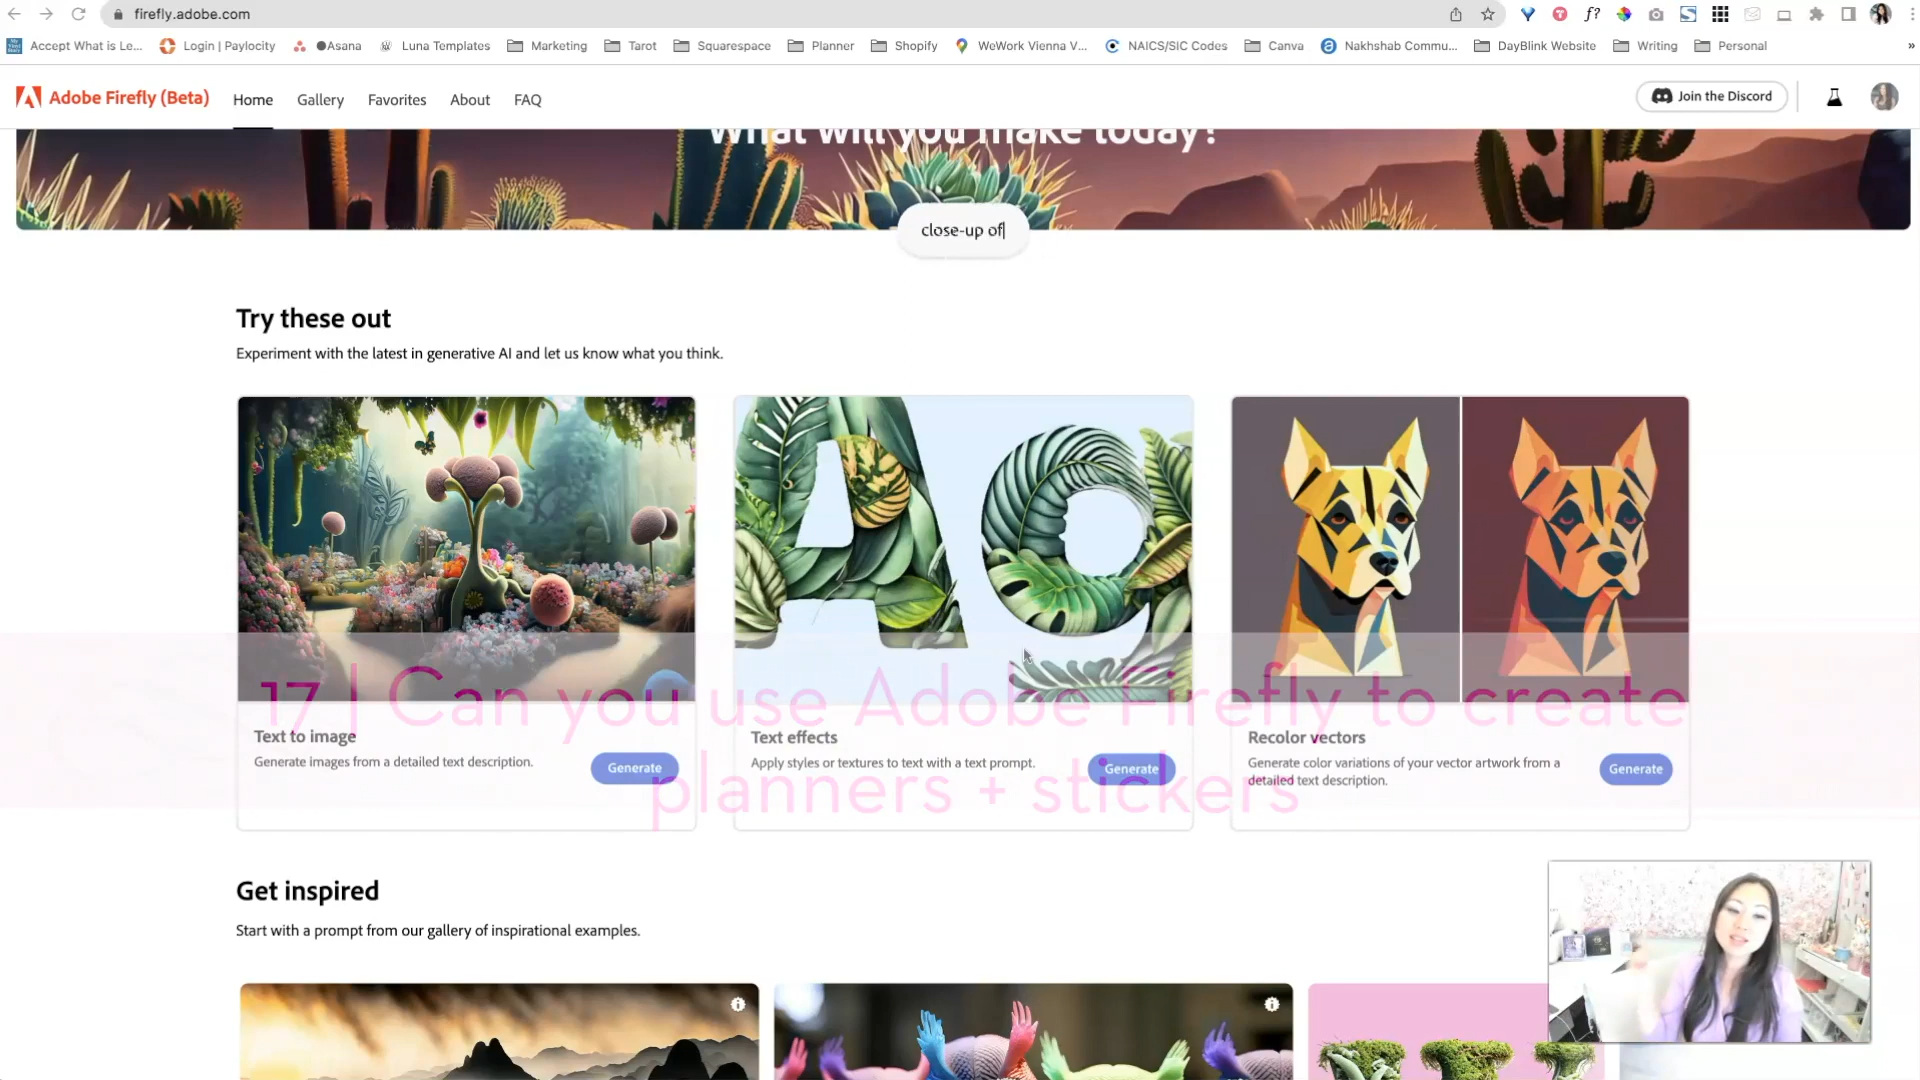 firefly.adobe.com
Accept What is Le... Login | Paylocity ●Asana Luna Templates Marketing Tarot Squarespace Planner Shopify WeWork Vienna V... NAICS/SIC Codes Canva Nakhshab Commu... DayBlink Website Writing Personal »
Adobe Firefly (Beta) Home Gallery Favorites About FAQ Join the Discord
What will you make today?
close-up of
Try these out
Experiment with the latest in generative AI and let us know what you think.
17 | Can you use Adobe Firefly to create
planners + stickers
Text to image
Generate images from a detailed text description.
Generate
Text effects
Apply styles or textures to text with a text prompt.
Generate
Recolor vectors
Generate color variations of your vector artwork from a
detailed text description.
Generate
Get inspired
Start with a prompt from our gallery of inspirational examples.